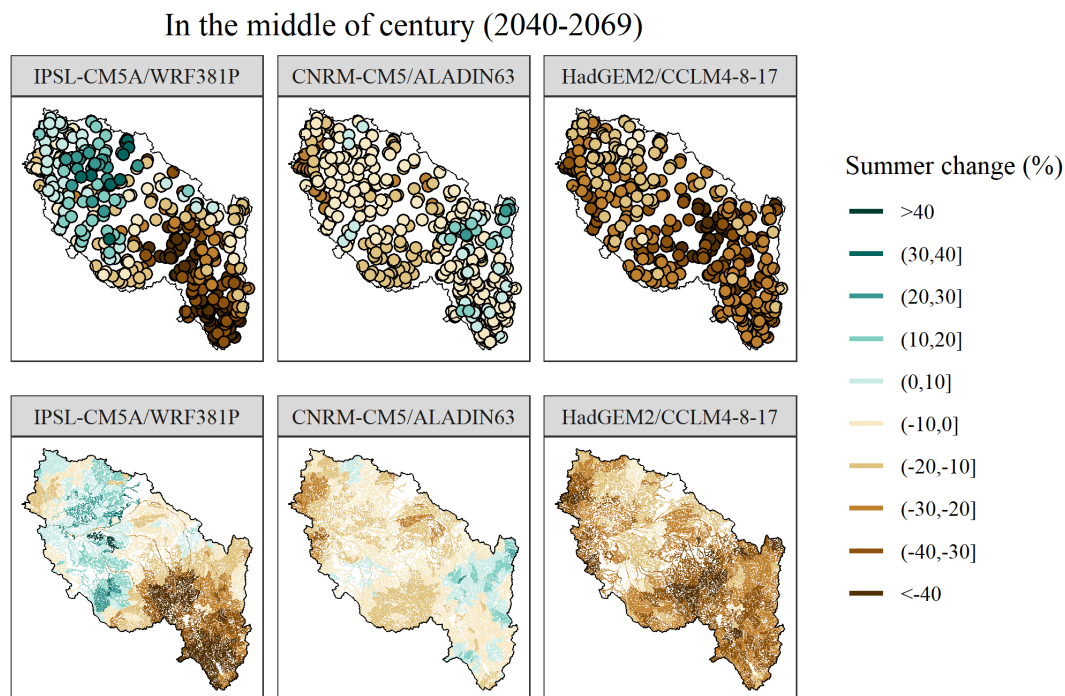 In the middle of century (2040-2069)
IPSL-CM5A/WRF381P
CNRM-CM5/ALADIN63
HadGEM2/CCLM4-8-17
Summer change (%)
>40
(30,40]
(20,30]
(10,20]
(0,10]
(-10,0]
(-20,-10]
(-30,-20]
(-40,-30]
<-40
IPSL-CM5A/WRF381P
CNRM-CM5/ALADIN63
HadGEM2/CCLM4-8-17